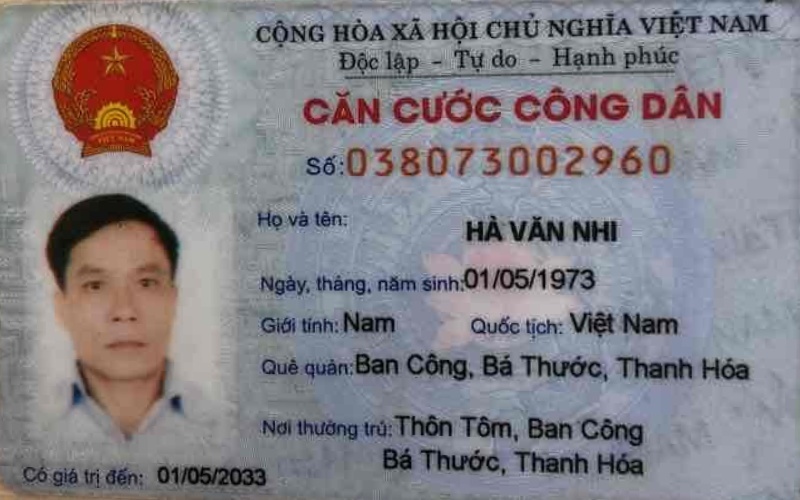 CỘNG HÒA XÃ HỘI CHỦ NGHĨA VIỆT NAM
Độc lập - Tự do - Hạnh phúc
CĂN CƯỚC CÔNG DÂN
Số: 038073002960
Họ và tên: HÀ VĂN NHI
Ngày, tháng, năm sinh: 01/05/1973
Giới tính: Nam Quốc tịch: Việt Nam
Quê quán: Ban Công, Bá Thước, Thanh Hóa
Nơi thường trú: Thôn Tôm, Ban Công
Bá Thước, Thanh Hóa
Có giá trị đến: 01/05/2033